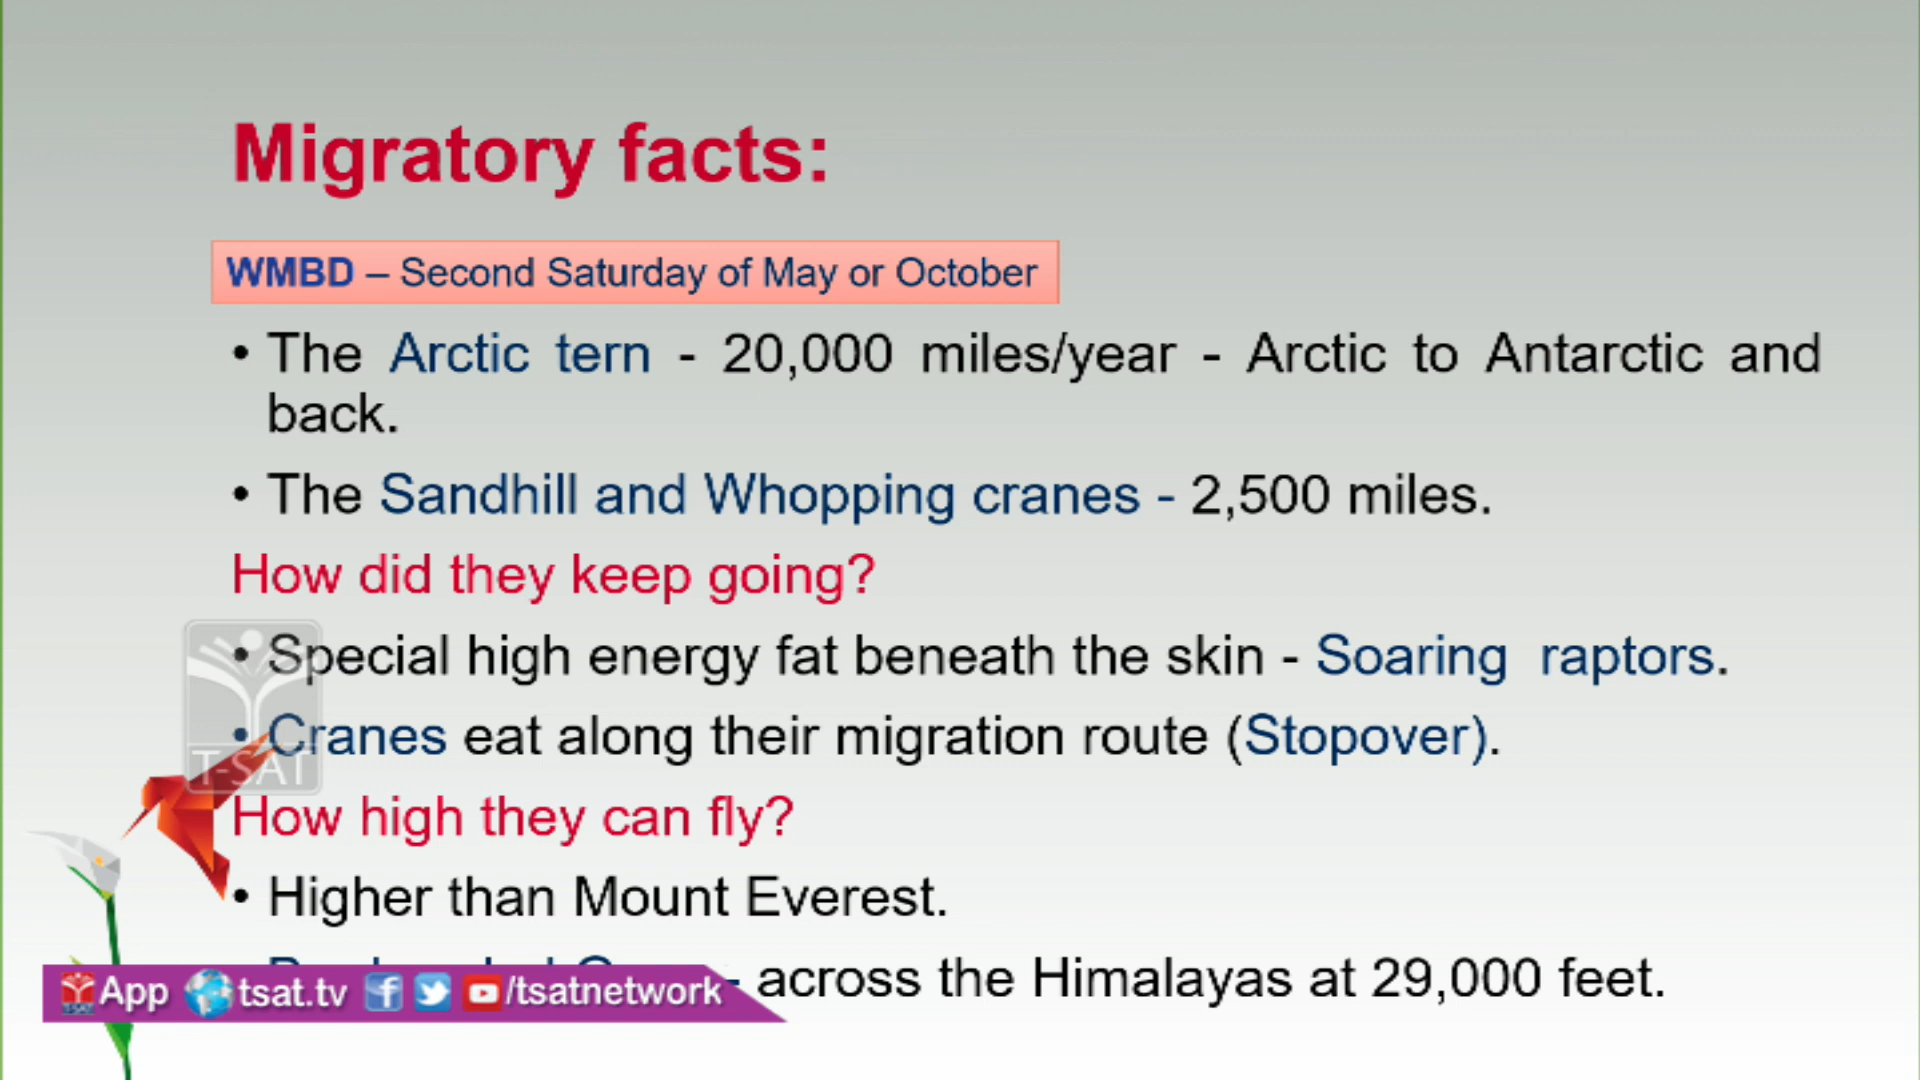 Migratory facts:
WMBD – Second Saturday of May or October
• The Arctic tern - 20,000 miles/year - Arctic to Antarctic and
back.
• The Sandhill and Whopping cranes - 2,500 miles.
How did they keep going?
• Special high energy fat beneath the skin - Soaring raptors.
• Cranes eat along their migration route (Stopover).
T-SAT
How high they can fly?
• Higher than Mount Everest.
- across the Himalayas at 29,000 feet.
T-SAT App tsat.tv /tsatnetwork